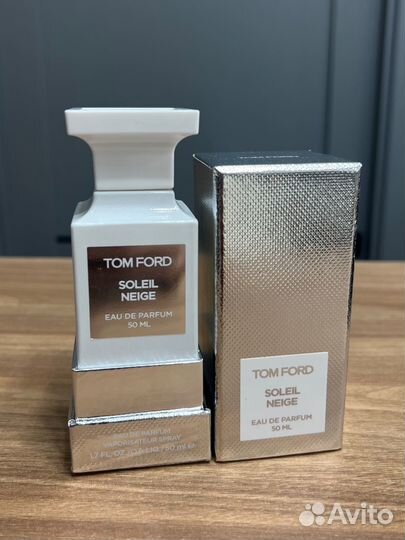 TOM FORD
SOLEIL
NEIGE
EAU DE PARFUM
50 ML
EAU DE PARFUM
VAPORISATEUR SPRAY
1.7 FL. OZ. LIQ./50 ml e
TOM FORD
SOLEIL
NEIGE
EAU DE PARFUM
50 ML
Avito